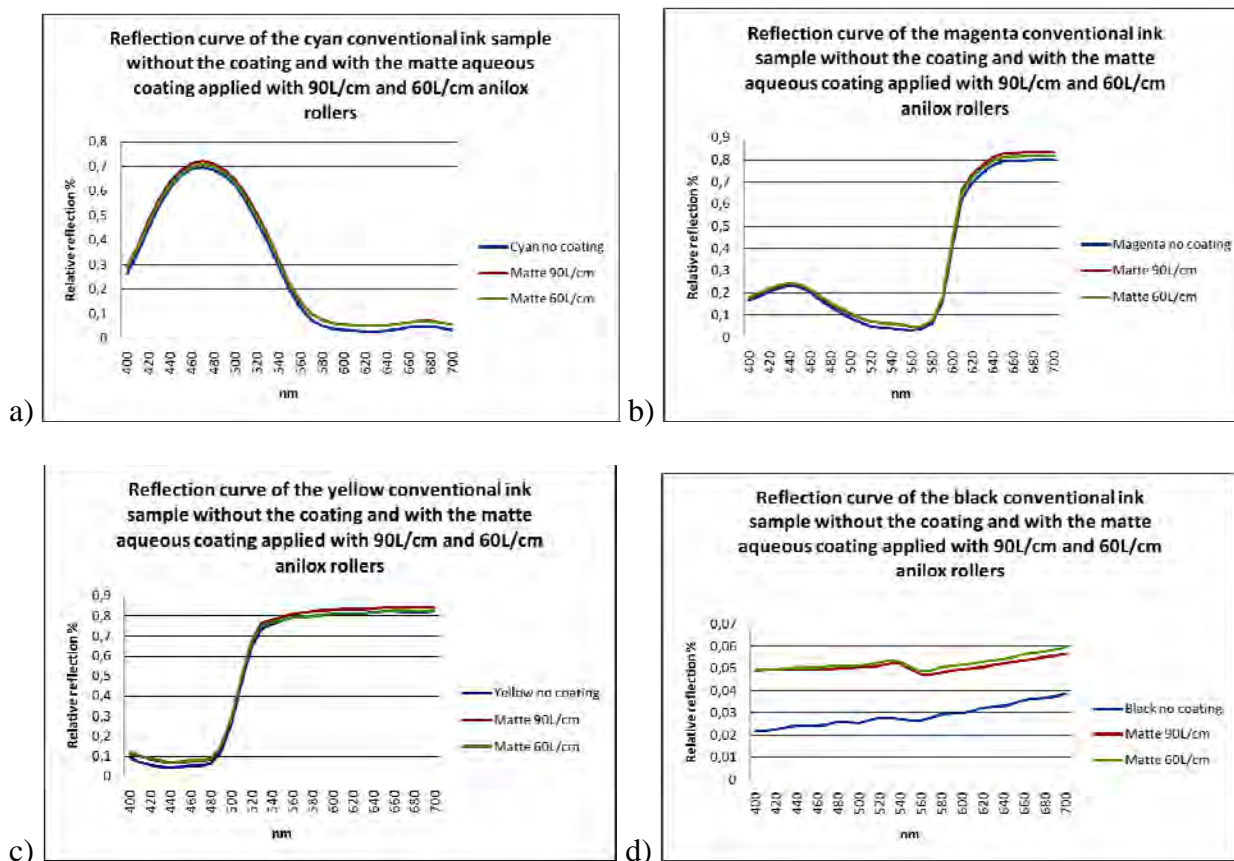 Reflection curve of the cyan conventional ink
sample without the coating and with the matte
aqueous coating applied with 90L/cm and 60L/cm
anilox rollers
Relative reflection %
0,8
0,7
0,6
0,5
0,4
0,3
0,2
0,1
0
400 420 440 460 480 500 520 540 560 580 600 620 640 660 680 700
nm
Cyan no coating
Matte 90L/cm
Matte 60L/cm
a)
Reflection curve of the magenta conventional ink
sample without the coating and with the matte
aqueous coating applied with 90L/cm and 60L/cm
anilox rollers
Relative reflection %
0,9
0,8
0,7
0,6
0,5
0,4
0,3
0,2
0,1
0
400 420 440 460 480 500 520 540 560 580 600 620 640 660 680 700
nm
Magenta no coating
Matte 90L/cm
Matte 60L/cm
b)
Reflection curve of the yellow conventional ink
sample without the coating and with the matte
aqueous coating applied with 90L/cm and 60L/cm
anilox rollers
Relative reflection %
0,9
0,8
0,7
0,6
0,5
0,4
0,3
0,2
0,1
0
400 420 440 460 480 500 520 540 560 580 600 620 640 660 680 700
nm
Yellow no coating
Matte 90L/cm
Matte 60L/cm
c)
Reflection curve of the black conventional ink
sample without the coating and with the matte
aqueous coating applied with 90L/cm and 60L/cm
anilox rollers
Relative reflection %
0,07
0,06
0,05
0,04
0,03
0,02
0,01
0
400 420 440 460 480 500 520 540 560 580 600 620 640 660 680 700
nm
Black no coating
Matte 90L/cm
Matte 60L/cm
d)